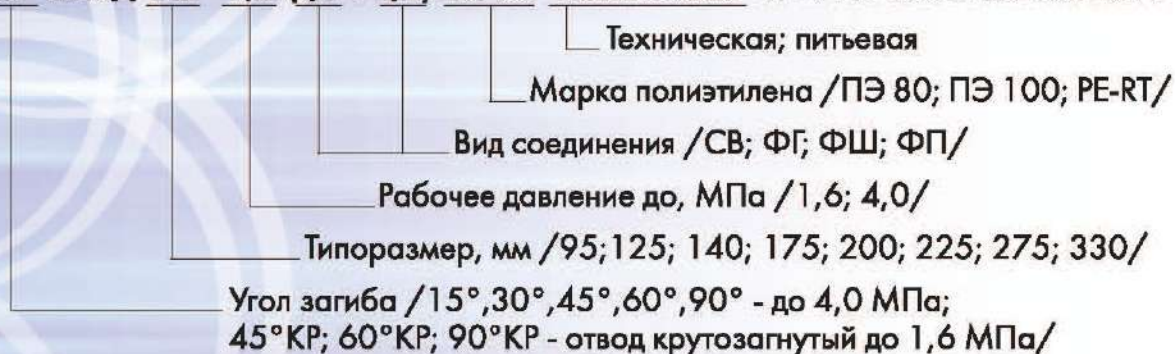 Техническая; питьевая
Марка полиэтилена /ПЭ 80; ПЭ 100; PE-RT/
Вид соединения /СВ; ФГ; ФШ; ФП/
Рабочее давление до, МПа /1,6; 4,0/
Типоразмер, мм /95;125; 140; 175; 200; 225; 275; 330/
Угол загиба /15°,30°,45°,60°,90° - до 4,0 МПа;
45°КР; 60°КР; 90°КР - отвод крутозагнутый до 1,6 МПа/